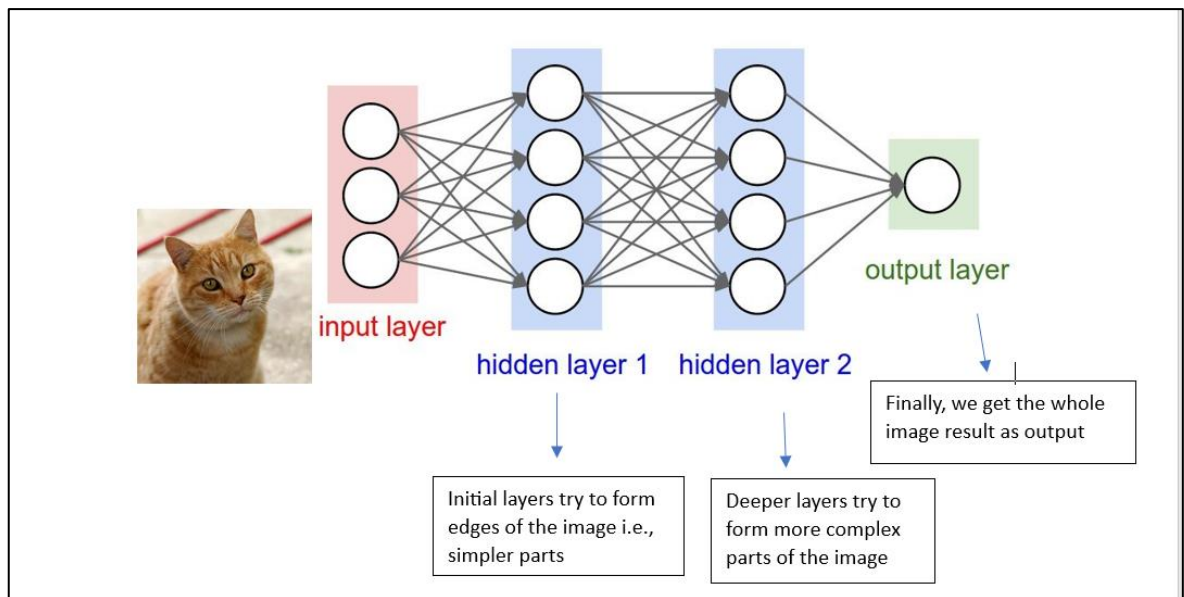 input layer
hidden layer 1
hidden layer 2
output layer
Initial layers try to form
edges of the image i.e.,
simpler parts
Deeper layers try to
form more complex
parts of the image
Finally, we get the whole
image result as output